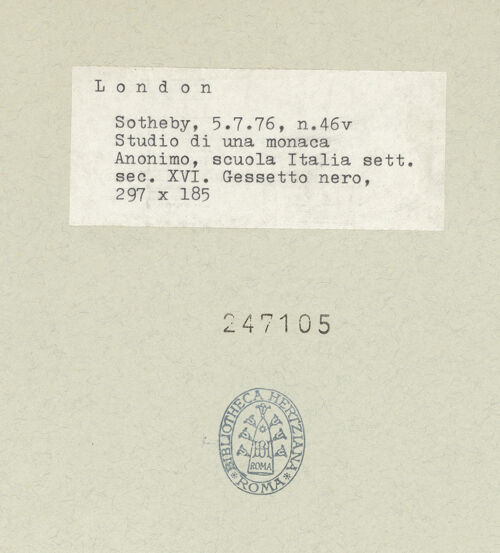 London
Sotheby, 5.7.76, n.46v
Studio di una monaca
Anonimo, scuola Italia sett.
sec. XVI. Gessetto nero,
297 x 185
247105
BIBLIOTHECA HERTZIANA
ROMA
ROMA